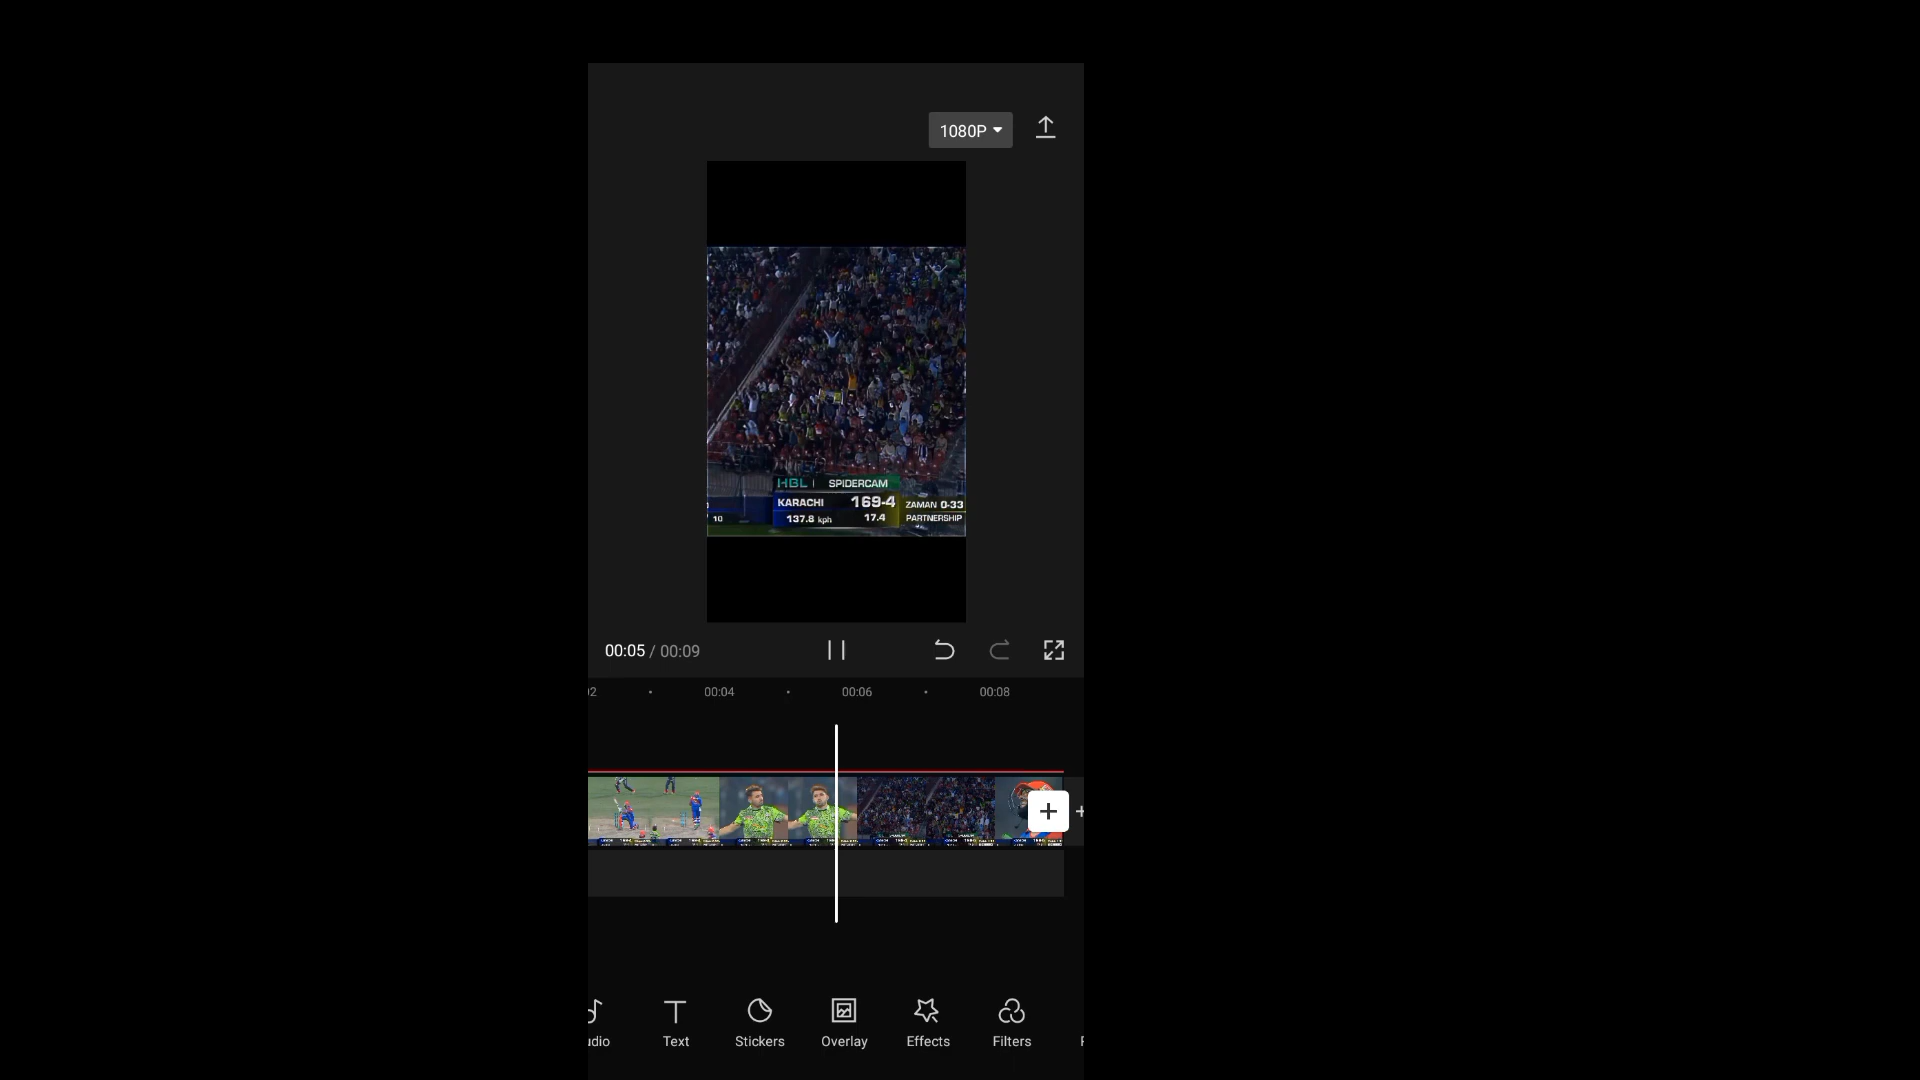 1080P
HBL SPIDERCAM
KARACHI 169-4 ZAMAN 0-33
10 137.8 kph 17.4 PARTNERSHIP
00:05 / 00:09
00:04 00:06 00:08
Text Stickers Overlay Effects Filters